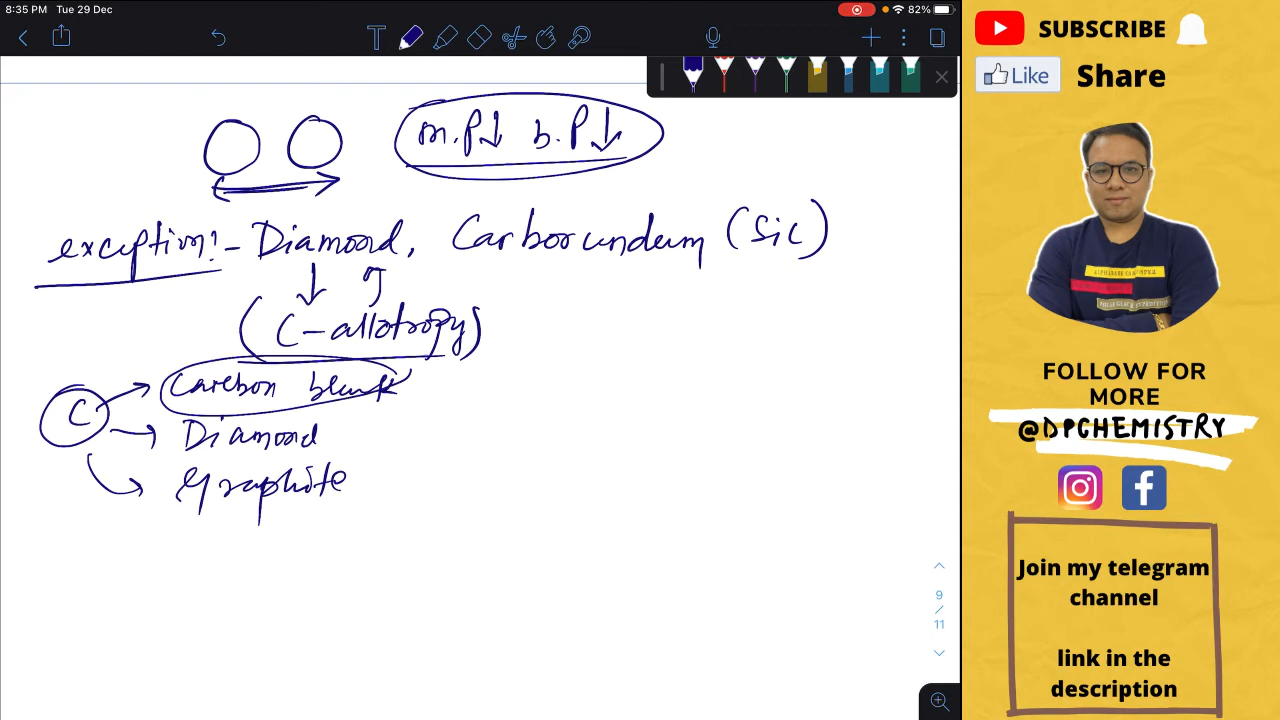 8:35 PM Tue 29 Dec
82%
m.P↓ b.P↓
exception:- Diamond, Carborundum (SiC)
(C-allotropy)
C
Carbon black
Diamond
Graphite
9
/
11
SUBSCRIBE
Like
Share
FOLLOW FOR
MORE
@DPCHEMISTRY
Join my telegram
channel
link in the
description